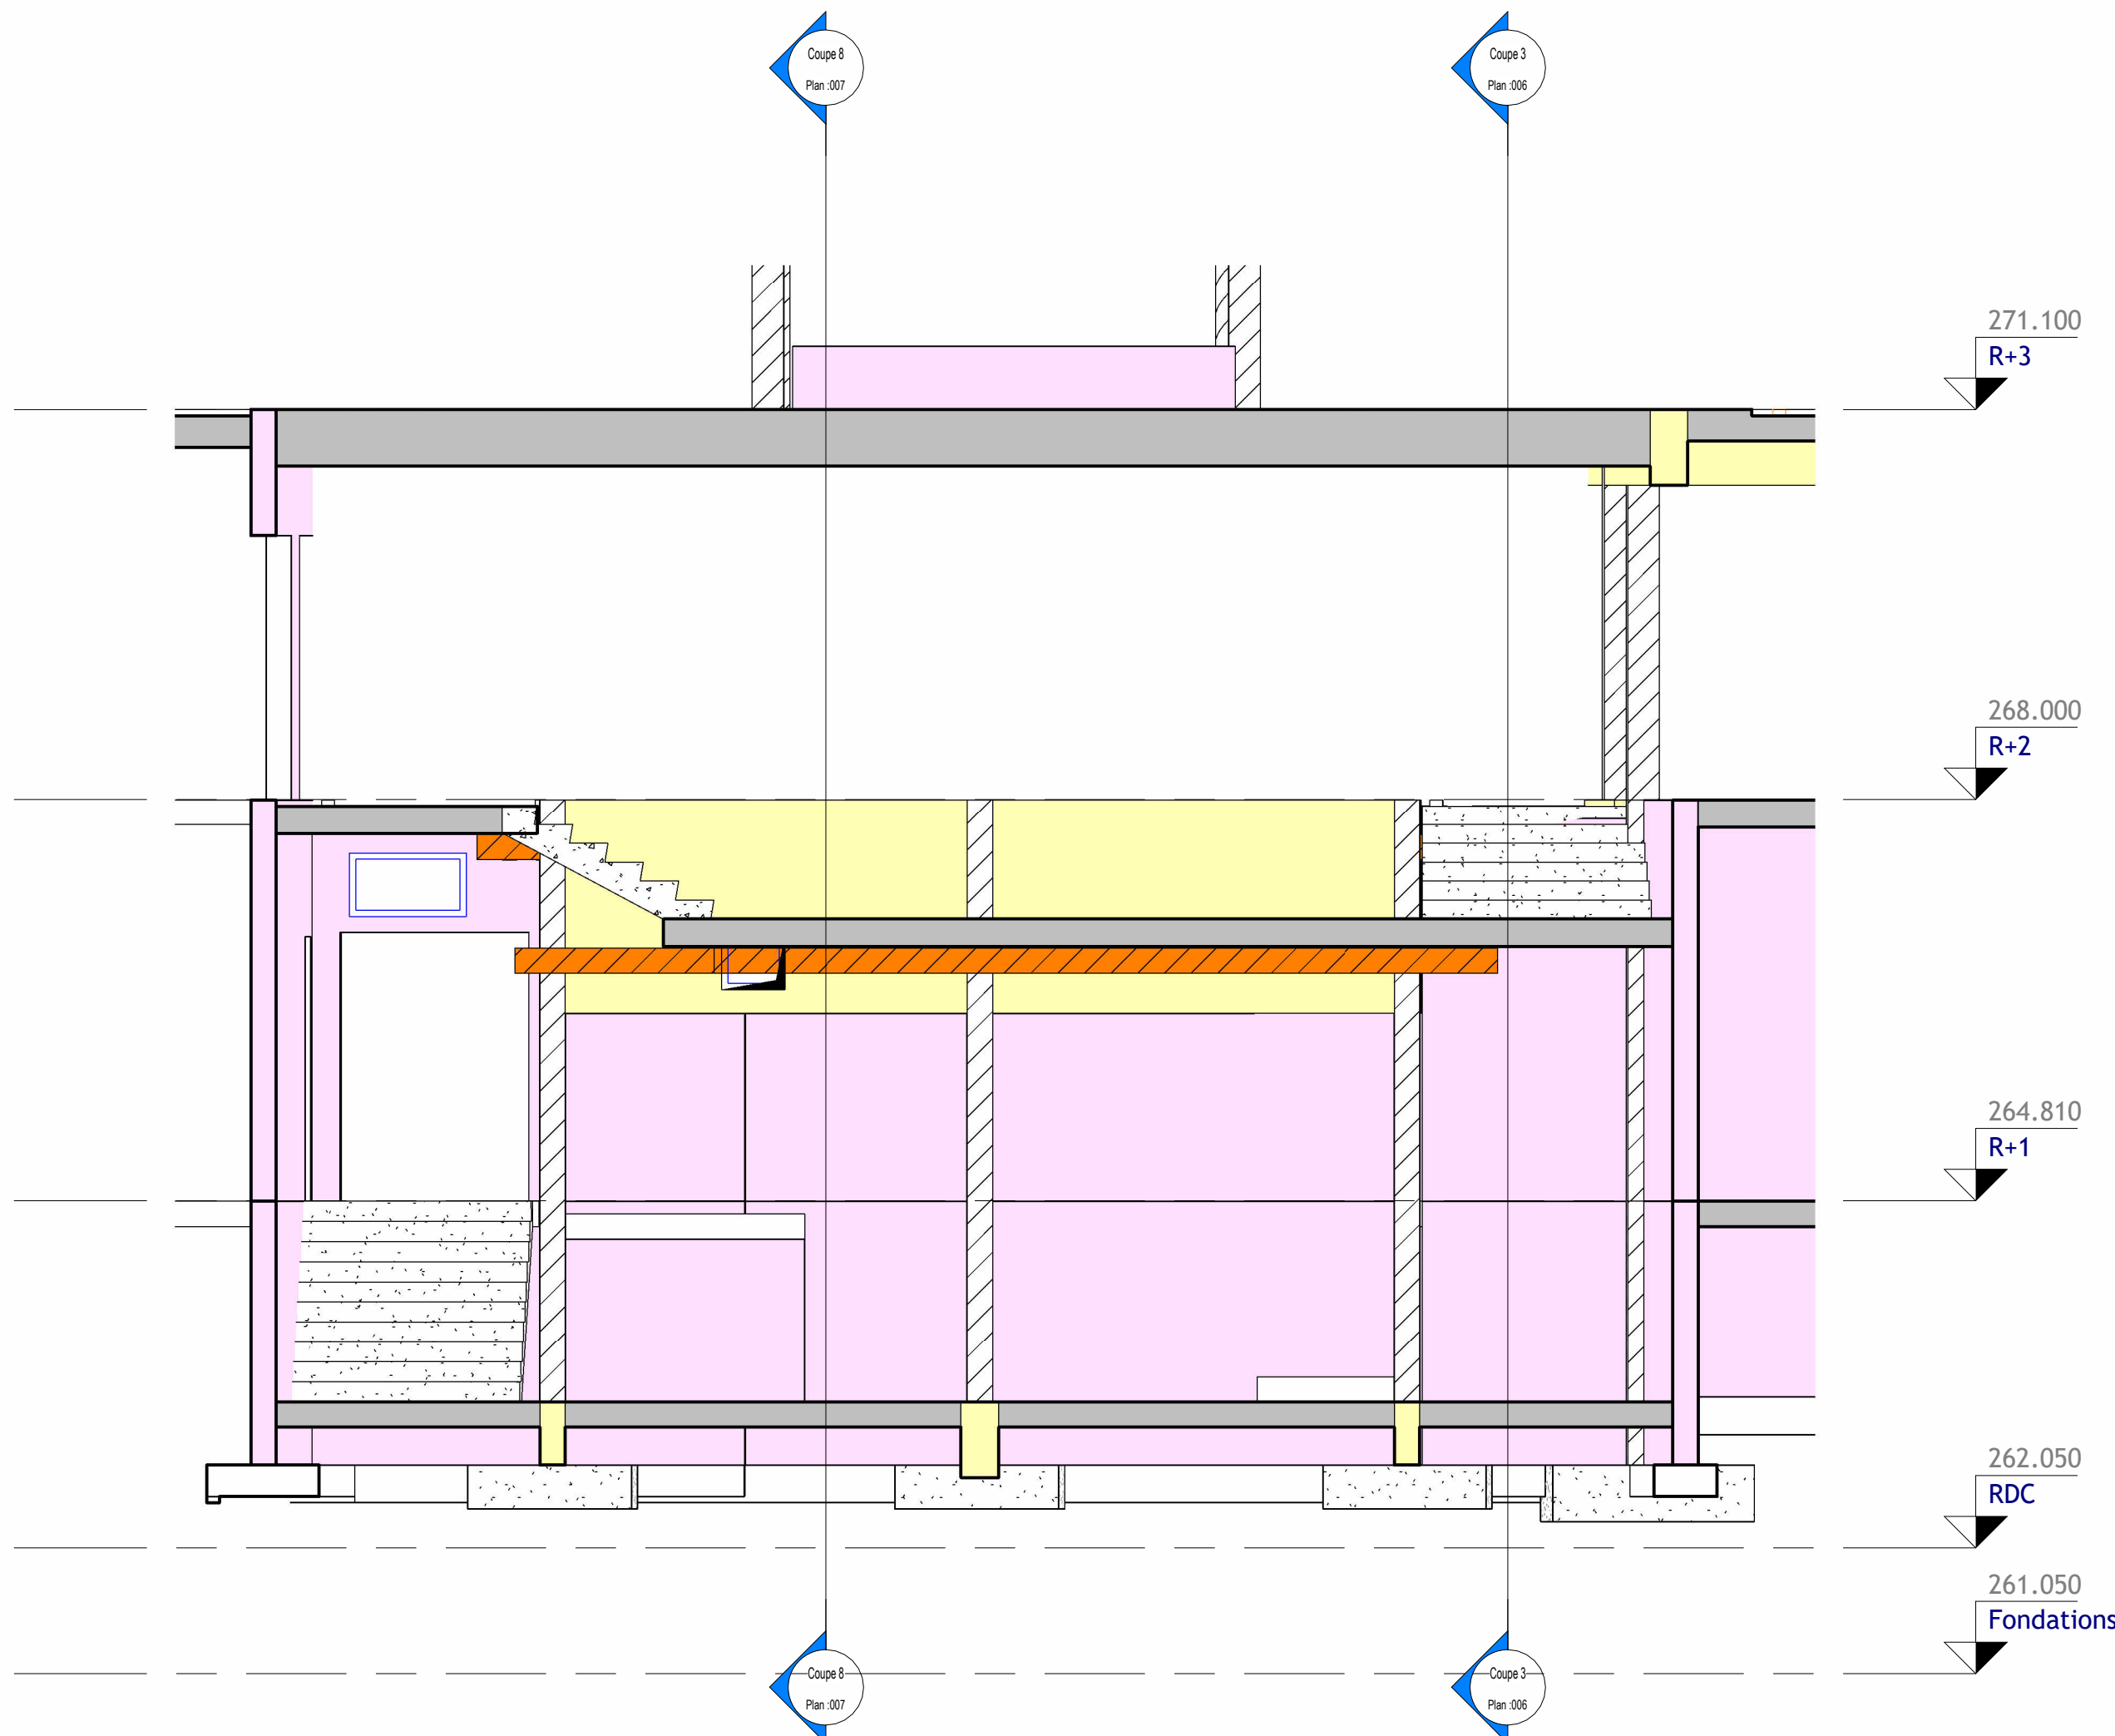 Coupe 8
Plan :007
Coupe 3
Plan :006
271.100
R+3
268.000
R+2
264.810
R+1
262.050
RDC
261.050
Fondations
Coupe 8
Plan :007
Coupe 3
Plan :006